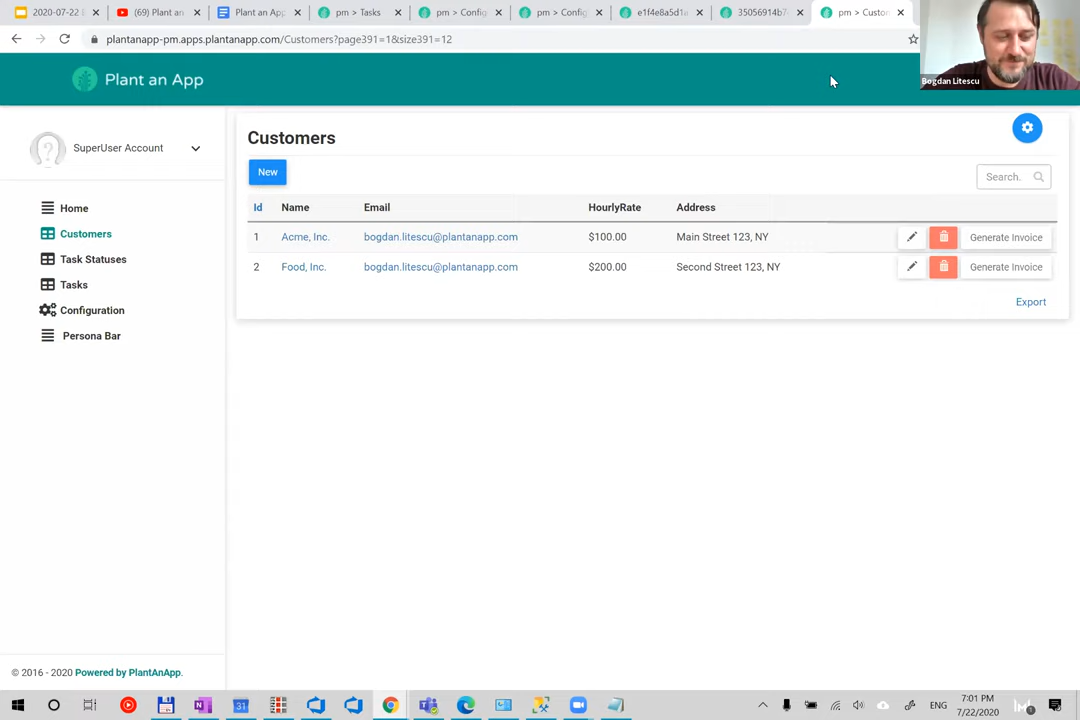 2020-07-22
(69) Plant an
Plant an App
pm > Tasks
pm > Config
pm > Config
e1f4e8a5d1
35056914b7
pm > Custo
plantanapp-pm.apps.plantanapp.com/Customers?page391=1&size391=12
Bogdan Litescu
Plant an App
SuperUser Account
Home
Customers
Task Statuses
Tasks
Configuration
Persona Bar
Customers
New
Search.
Id Name Email HourlyRate Address
1 Acme, Inc. bogdan.litescu@plantanapp.com $100.00 Main Street 123, NY Generate Invoice
2 Food, Inc. bogdan.litescu@plantanapp.com $200.00 Second Street 123, NY Generate Invoice
Export
© 2016 - 2020 Powered by PlantAnApp.
31
ENG
7:01 PM
7/22/2020